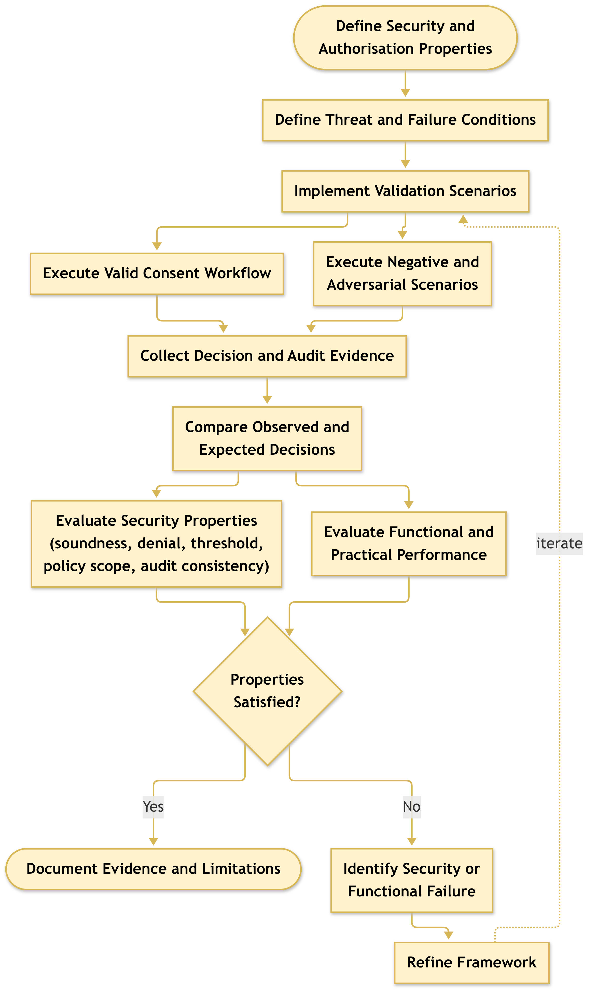 Define Security and
Authorisation Properties
Define Threat and Failure Conditions
Implement Validation Scenarios
Execute Valid Consent Workflow
Execute Negative and
Adversarial Scenarios
Collect Decision and Audit Evidence
Compare Observed and
Expected Decisions
Evaluate Security Properties
(soundness, denial, threshold,
policy scope, audit consistency)
Evaluate Functional and
Practical Performance
iterate
Properties
Satisfied?
Yes
No
Document Evidence and Limitations
Identify Security or
Functional Failure
Refine Framework